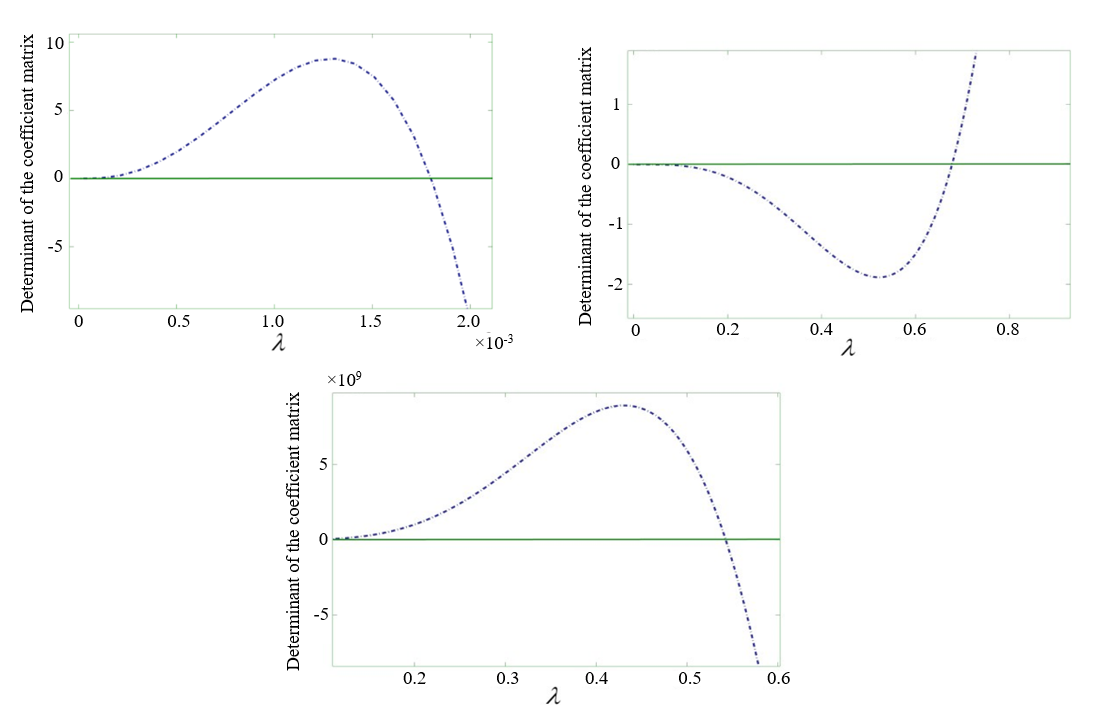 Determinant of the coefficient matrix
10
5
0
-5
0 0.5 1.0 1.5 2.0
λ
×10-3
Determinant of the coefficient matrix
1
0
-1
-2
0 0.2 0.4 0.6 0.8
λ
×10⁹
Determinant of the coefficient matrix
5
0
-5
0.2 0.3 0.4 0.5 0.6
λ